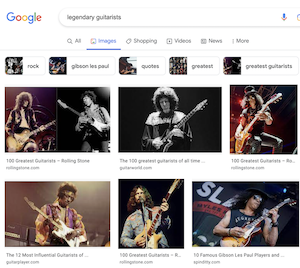 Google
legendary guitarists
All
Images
Shopping
Videos
News
More
rock
gibson les paul
quotes
greatest
greatest guitarists
100 Greatest Guitarists – Rolling Stone
rollingstone.com
The 100 greatest guitarists of all time ...
guitarworld.com
100 Greatest Guitarists – Ro...
rollingstone.com
The 12 Most Influential Guitarists of ...
guitarplayer.com
100 Greatest Guitarists – R...
rollingstone.com
10 Famous Gibson Les Paul Players and ...
spinditty.com